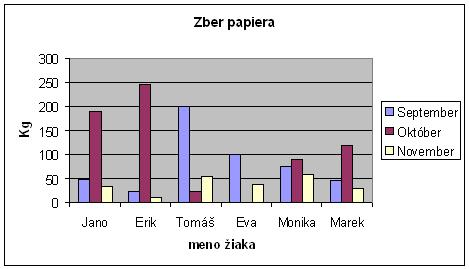 Zber papiera
Kg
300
250
200
150
100
50
0
Jano Erik Tomáš Eva Monika Marek
meno žiaka
September
Október
November